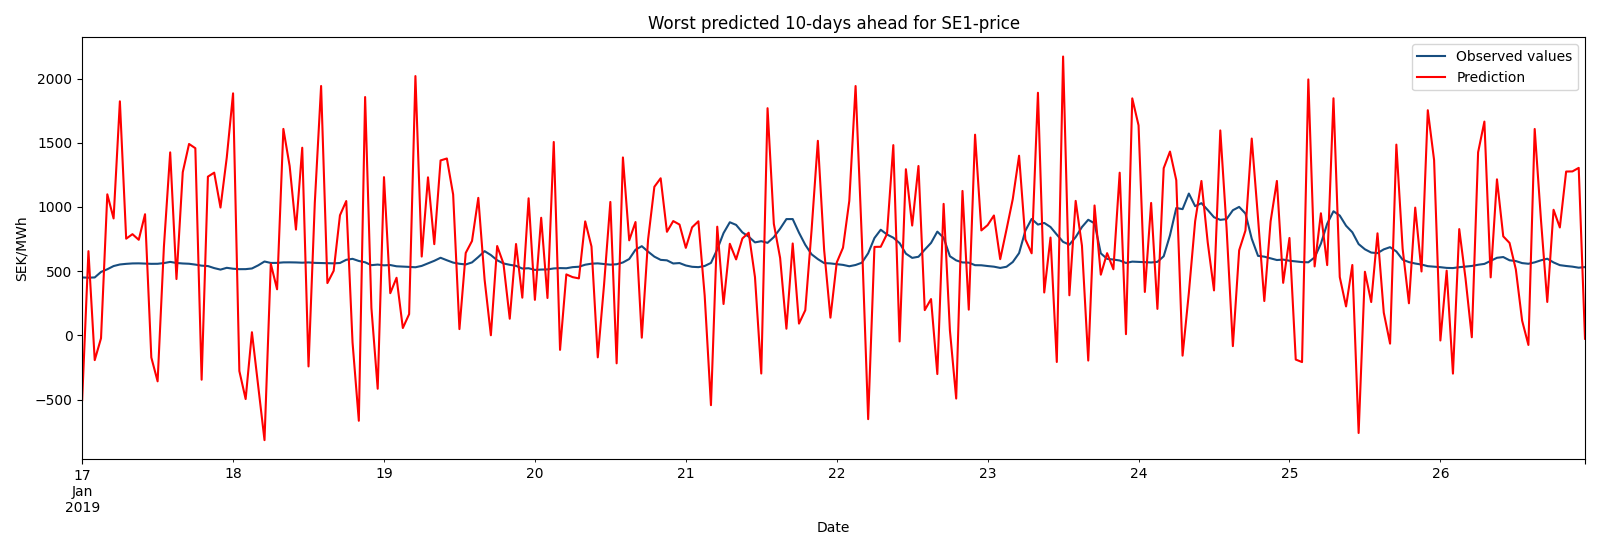 Worst predicted 10-days ahead for SE1-price
Observed values
Prediction
SEK/MWh
2000
1500
1000
500
0
−500
17
Jan
2019
18
19
20
21
22
23
24
25
26
Date